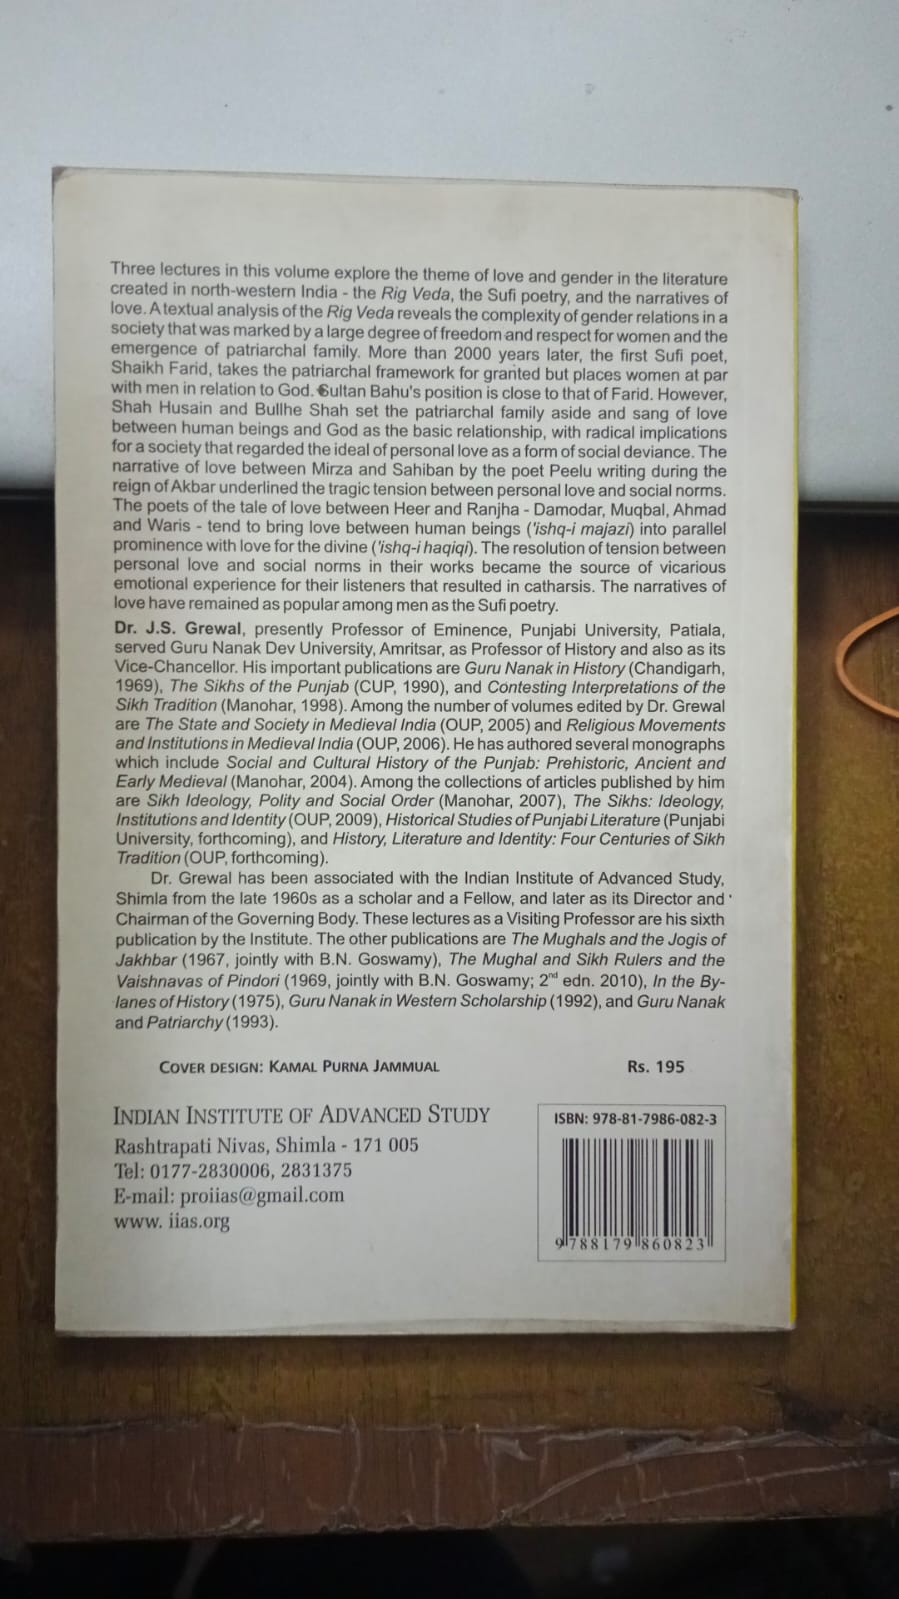 Three lectures in this volume explore the theme of love and gender in the literature
created in north-western India - the Rig Veda, the Sufi poetry, and the narratives of
love. A textual analysis of the Rig Veda reveals the complexity of gender relations in a
society that was marked by a large degree of freedom and respect for women and the
emergence of patriarchal family. More than 2000 years later, the first Sufi poet,
Shaikh Farid, takes the patriarchal framework for granted but places women at par
with men in relation to God. Sultan Bahu's position is close to that of Farid. However,
Shah Husain and Bullhe Shah set the patriarchal family aside and sang of love
between human beings and God as the basic relationship, with radical implications
for a society that regarded the ideal of personal love as a form of social deviance. The
narrative of love between Mirza and Sahiban by the poet Peelu writing during the
reign of Akbar underlined the tragic tension between personal love and social norms.
The poets of the tale of love between Heer and Ranjha - Damodar, Muqbal, Ahmad
and Waris - tend to bring love between human beings ('ishq-i majazi) into parallel
prominence with love for the divine ('ishq-i haqiqi). The resolution of tension between
personal love and social norms in their works became the source of vicarious
emotional experience for their listeners that resulted in catharsis. The narratives of
love have remained as popular among men as the Sufi poetry.
Dr. J.S. Grewal, presently Professor of Eminence, Punjabi University, Patiala,
served Guru Nanak Dev University, Amritsar, as Professor of History and also as its
Vice-Chancellor. His important publications are Guru Nanak in History (Chandigarh,
1969), The Sikhs of the Punjab (CUP, 1990), and Contesting Interpretations of the
Sikh Tradition (Manohar, 1998). Among the number of volumes edited by Dr. Grewal
are The State and Society in Medieval India (OUP, 2005) and Religious Movements
and Institutions in Medieval India (OUP, 2006). He has authored several monographs
which include Social and Cultural History of the Punjab: Prehistoric, Ancient and
Early Medieval (Manohar, 2004). Among the collections of articles published by him
are Sikh Ideology, Polity and Social Order (Manohar, 2007), The Sikhs: Ideology,
Institutions and Identity (OUP, 2009), Historical Studies of Punjabi Literature (Punjabi
University, forthcoming), and History, Literature and Identity: Four Centuries of Sikh
Tradition (OUP, forthcoming).
Dr. Grewal has been associated with the Indian Institute of Advanced Study,
Shimla from the late 1960s as a scholar and a Fellow, and later as its Director and
Chairman of the Governing Body. These lectures as a Visiting Professor are his sixth
publication by the Institute. The other publications are The Mughals and the Jogis of
Jakhbar (1967, jointly with B.N. Goswamy), The Mughal and Sikh Rulers and the
Vaishnavas of Pindori (1969, jointly with B.N. Goswamy; 2nd edn. 2010), In the By-
lanes of History (1975), Guru Nanak in Western Scholarship (1992), and Guru Nanak
and Patriarchy (1993).
COVER DESIGN: KAMAL PURNA JAMMUAL
Rs. 195
INDIAN INSTITUTE OF ADVANCED STUDY
Rashtrapati Nivas, Shimla - 171 005
Tel: 0177-2830006, 2831375
E-mail: proiias@gmail.com
www. iias.org
ISBN: 978-81-7986-082-3
9 788179 860823